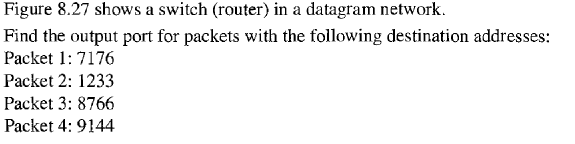 Figure 8.27 shows a switch (router) in a datagram network.
Find the output port for packets with the following destination addresses:
Packet 1: 7176
Packet 2: 1233
Packet 3: 8766
Packet 4: 9144